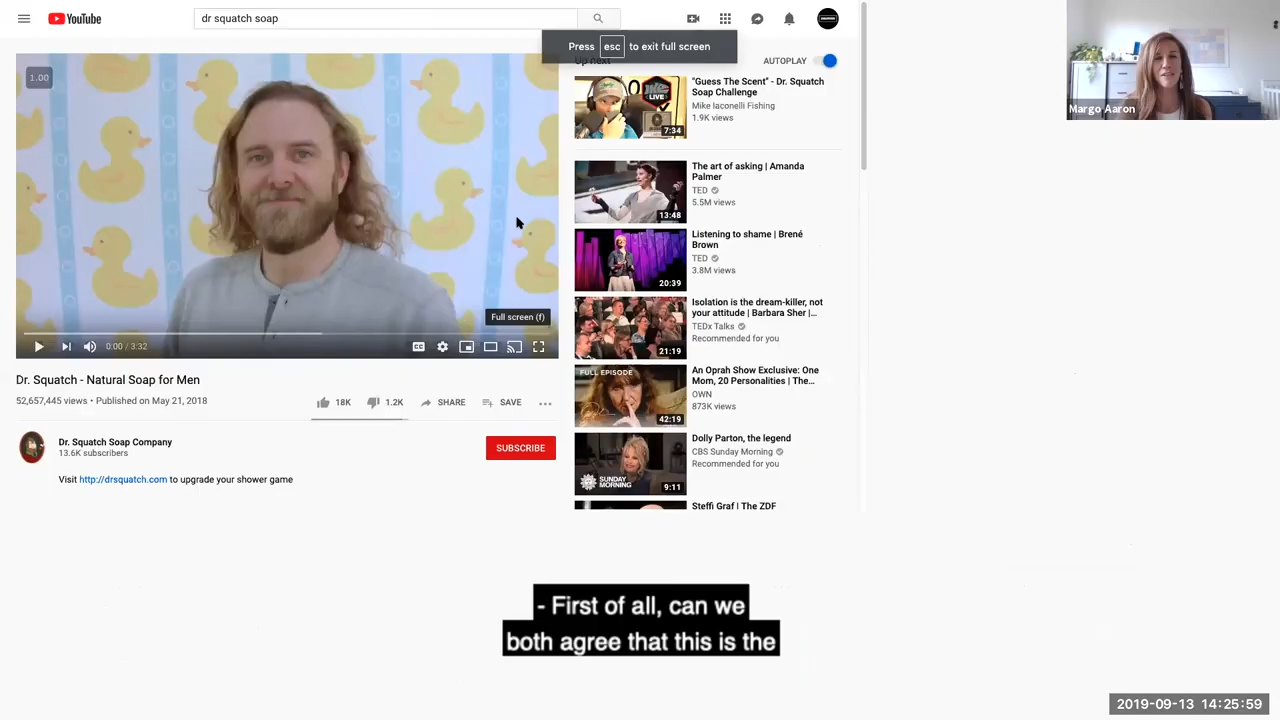 YouTube
dr squatch soap
Press esc to exit full screen
Up next
AUTOPLAY
1.00
"Guess The Scent" - Dr. Squatch
Soap Challenge
Mike Iaconelli Fishing
1.9K views
LIVE
7:34
The art of asking | Amanda
Palmer
TED
5.5M views
13:48
Listening to shame | Brené
Brown
TED
3.8M views
20:39
Isolation is the dream-killer, not
your attitude | Barbara Sher |...
TEDx Talks
Recommended for you
21:19
FULL EPISODE
An Oprah Show Exclusive: One
Mom, 20 Personalities | The...
OWN
873K views
42:19
Dolly Parton, the legend
CBS Sunday Morning
Recommended for you
SUNDAY
MORNING
9:11
Steffi Graf | The ZDF
Full screen (f)
CC
0:00 / 3:32
Dr. Squatch - Natural Soap for Men
52,657,445 views • Published on May 21, 2018
18K
1.2K
SHARE
SAVE
Dr. Squatch Soap Company
13.6K subscribers
SUBSCRIBE
Visit http://drsquatch.com to upgrade your shower game
Margo Aaron
- First of all, can we
both agree that this is the
2019-09-13 14:25:59